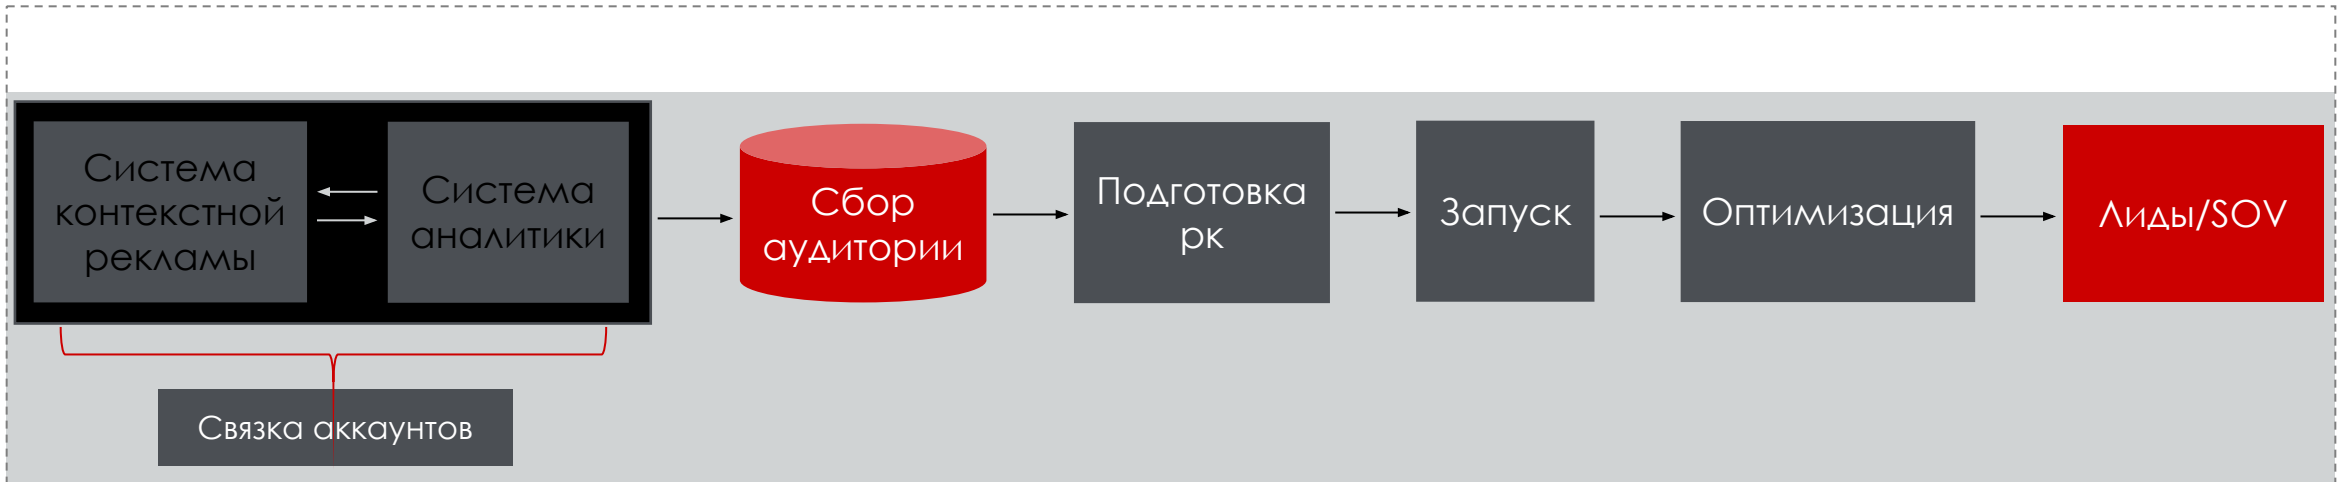 Система
контекстной
рекламы
Система
аналитики
Сбор
аудитории
Подготовка
рк
Запуск
Оптимизация
Лиды/SOV
Связка аккаунтов